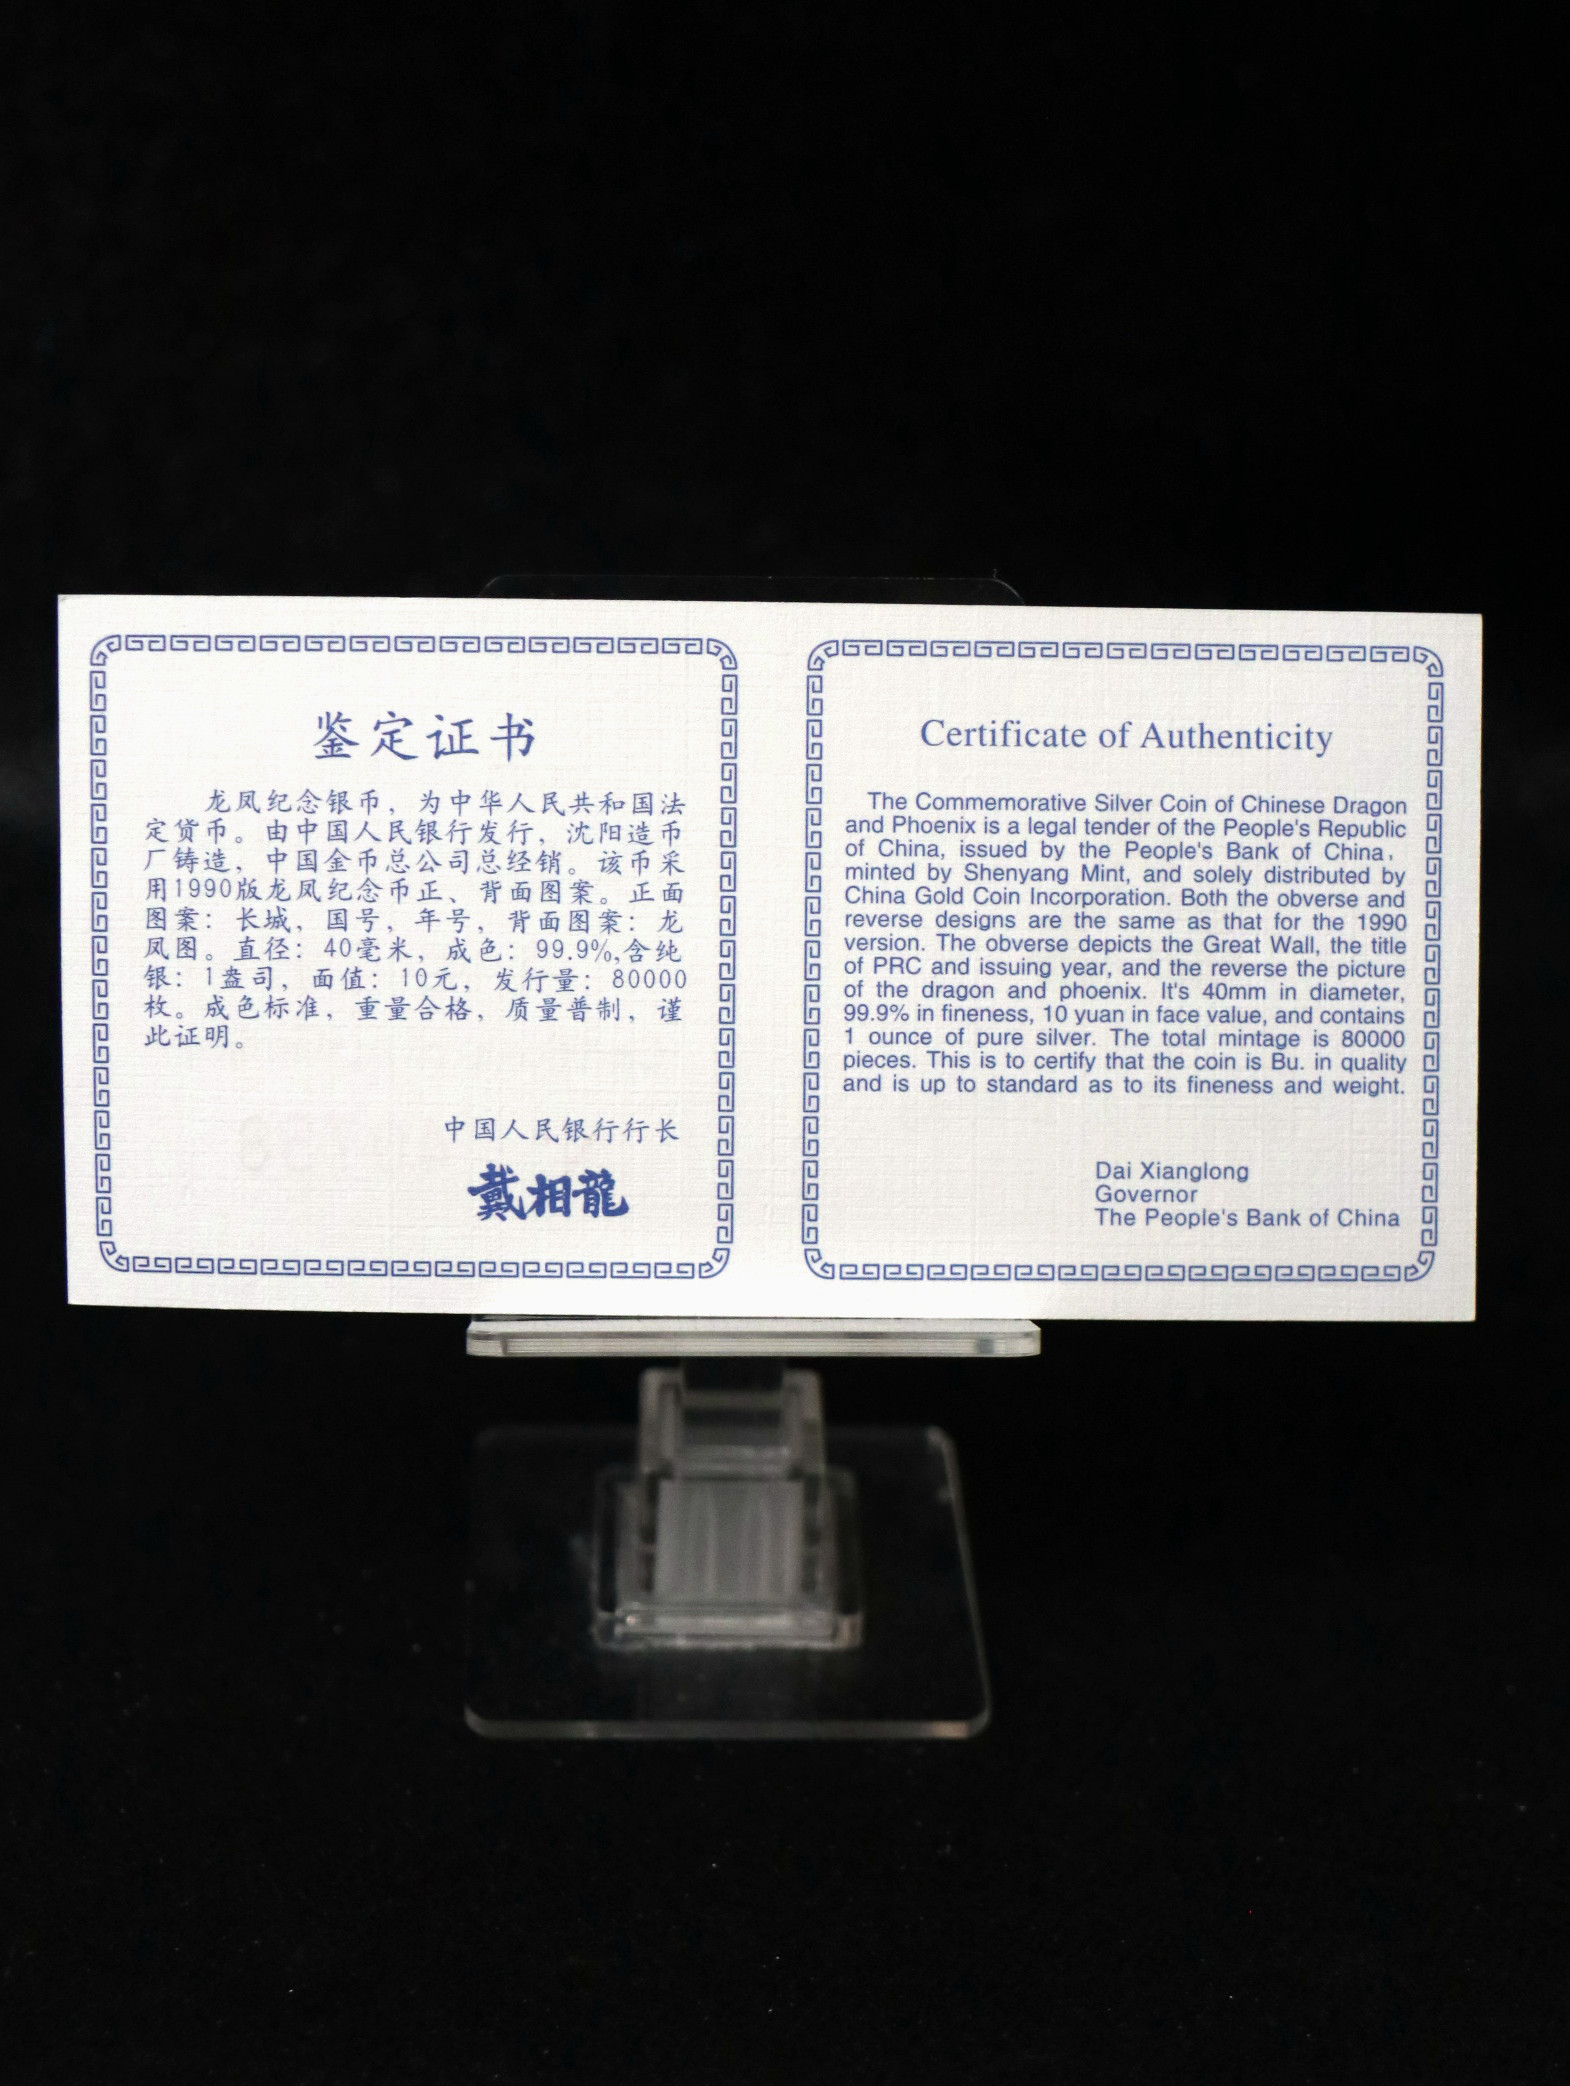 鉴定证书
龙凤纪念银币，为中华人民共和国法
定货币。由中国人民银行发行，沈阳造币
厂铸造，中国金币总公司总经销。该币采
用1990版龙凤纪念币正、背面图案。正面
图案：长城，国号，年号，背面图案：龙
凤图。直径：40毫米，成色：99.9%,含纯
银：1盎司，面值：10元，发行量：80000
枚。成色标准，重量合格，质量普制，谨
此证明。
中国人民银行行长
戴相龍
Certificate of Authenticity
The Commemorative Silver Coin of Chinese Dragon
and Phoenix is a legal tender of the People's Republic
of China, issued by the People's Bank of China,
minted by Shenyang Mint, and solely distributed by
China Gold Coin Incorporation. Both the obverse and
reverse designs are the same as that for the 1990
version. The obverse depicts the Great Wall, the title
of PRC and issuing year, and the reverse the picture
of the dragon and phoenix. It's 40mm in diameter,
99.9% in fineness, 10 yuan in face value, and contains
1 ounce of pure silver. The total mintage is 80000
pieces. This is to certify that the coin is Bu. in quality
and is up to standard as to its fineness and weight.
Dai Xianglong
Governor
The People's Bank of China